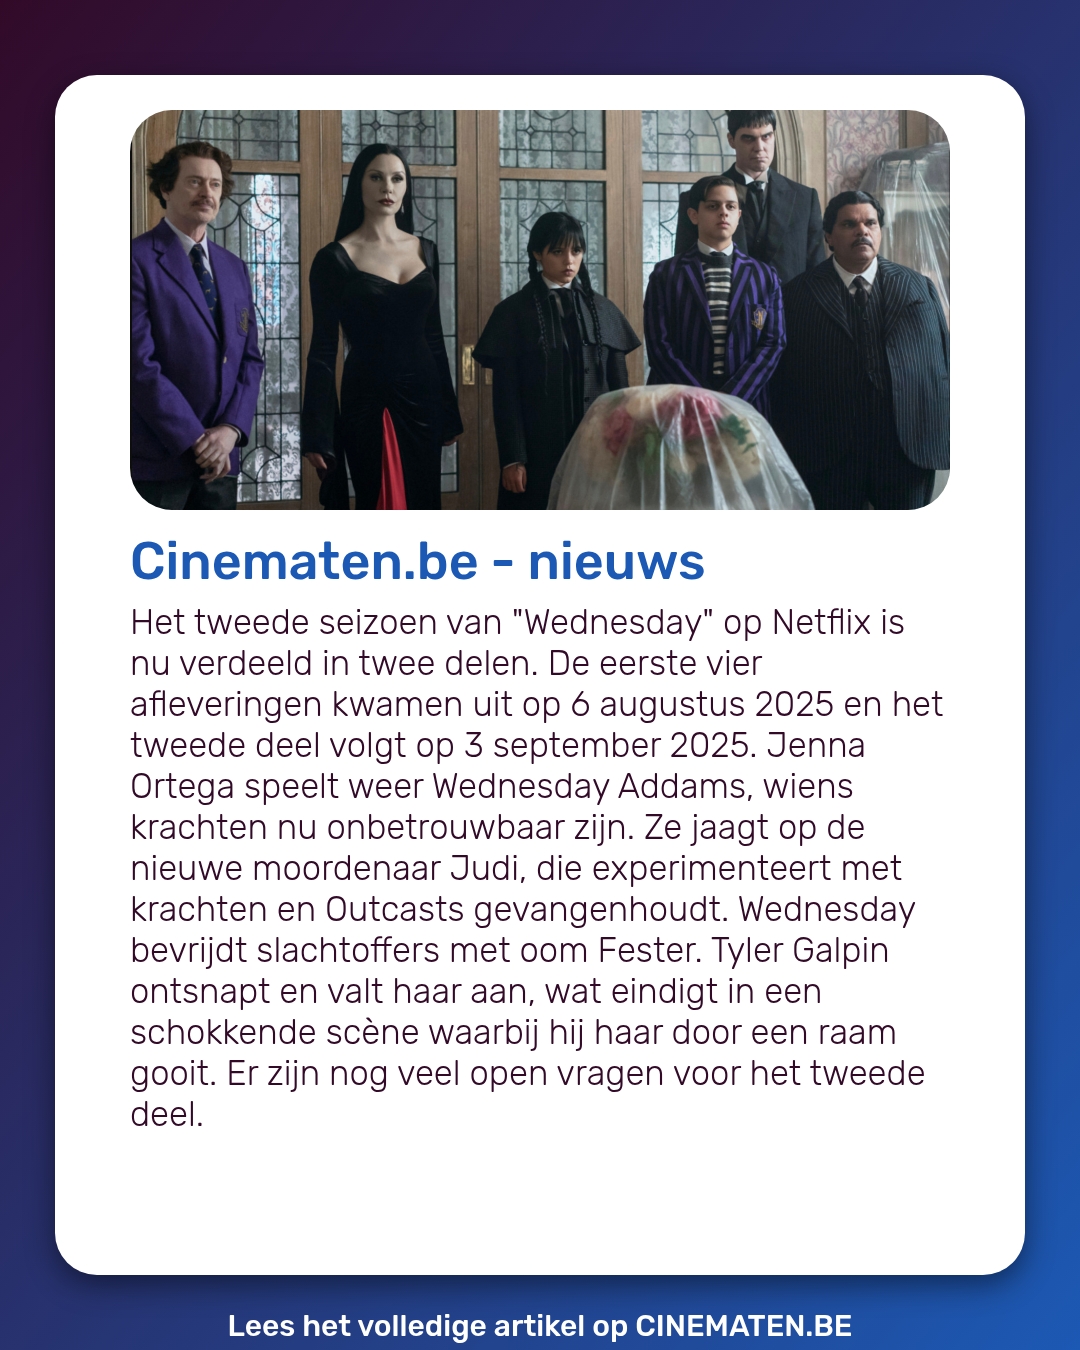 Cinematen.be - nieuws
Het tweede seizoen van "Wednesday" op Netflix is
nu verdeeld in twee delen. De eerste vier
afleveringen kwamen uit op 6 augustus 2025 en het
tweede deel volgt op 3 september 2025. Jenna
Ortega speelt weer Wednesday Addams, wiens
krachten nu onbetrouwbaar zijn. Ze jaagt op de
nieuwe moordenaar Judi, die experimenteert met
krachten en Outcasts gevangenhoudt. Wednesday
bevrijdt slachtoffers met oom Fester. Tyler Galpin
ontsnapt en valt haar aan, wat eindigt in een
schokkende scène waarbij hij haar door een raam
gooit. Er zijn nog veel open vragen voor het tweede
deel.
Lees het volledige artikel op CINEMATEN.BE